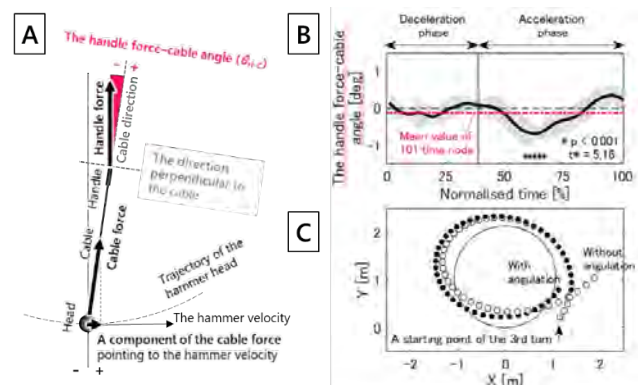 A
The handle force-cable angle (θH-C)
- +
Handle force
Cable direction
Handle
The direction
perpendicular to
the cable
Cable
Cable force
Trajectory of the
hammer head
Head
The hammer velocity
A component of the cable force
pointing to the hammer velocity
- +
B
Deceleration
phase
Acceleration
phase
The handle force-cable
angle [deg]
1
0
-1
Mean value of
101 time node
* p < 0.001
t* = 5.16
0 25 50 75 100
Normalised time [%]
C
Y [m]
2
1
0
With
angulation
Without
angulation
A starting point of the 3rd turn
-2 -1 0 1 2
X [m]